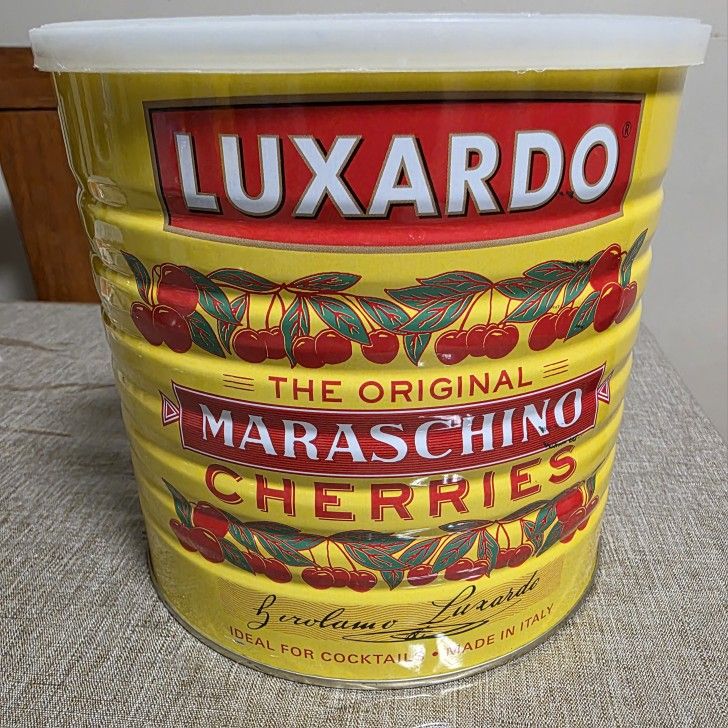 LUXARDO®
THE ORIGINAL
MARASCHINO
CHERRIES
Girolamo Luxardo
IDEAL FOR COCKTAILS • MADE IN ITALY